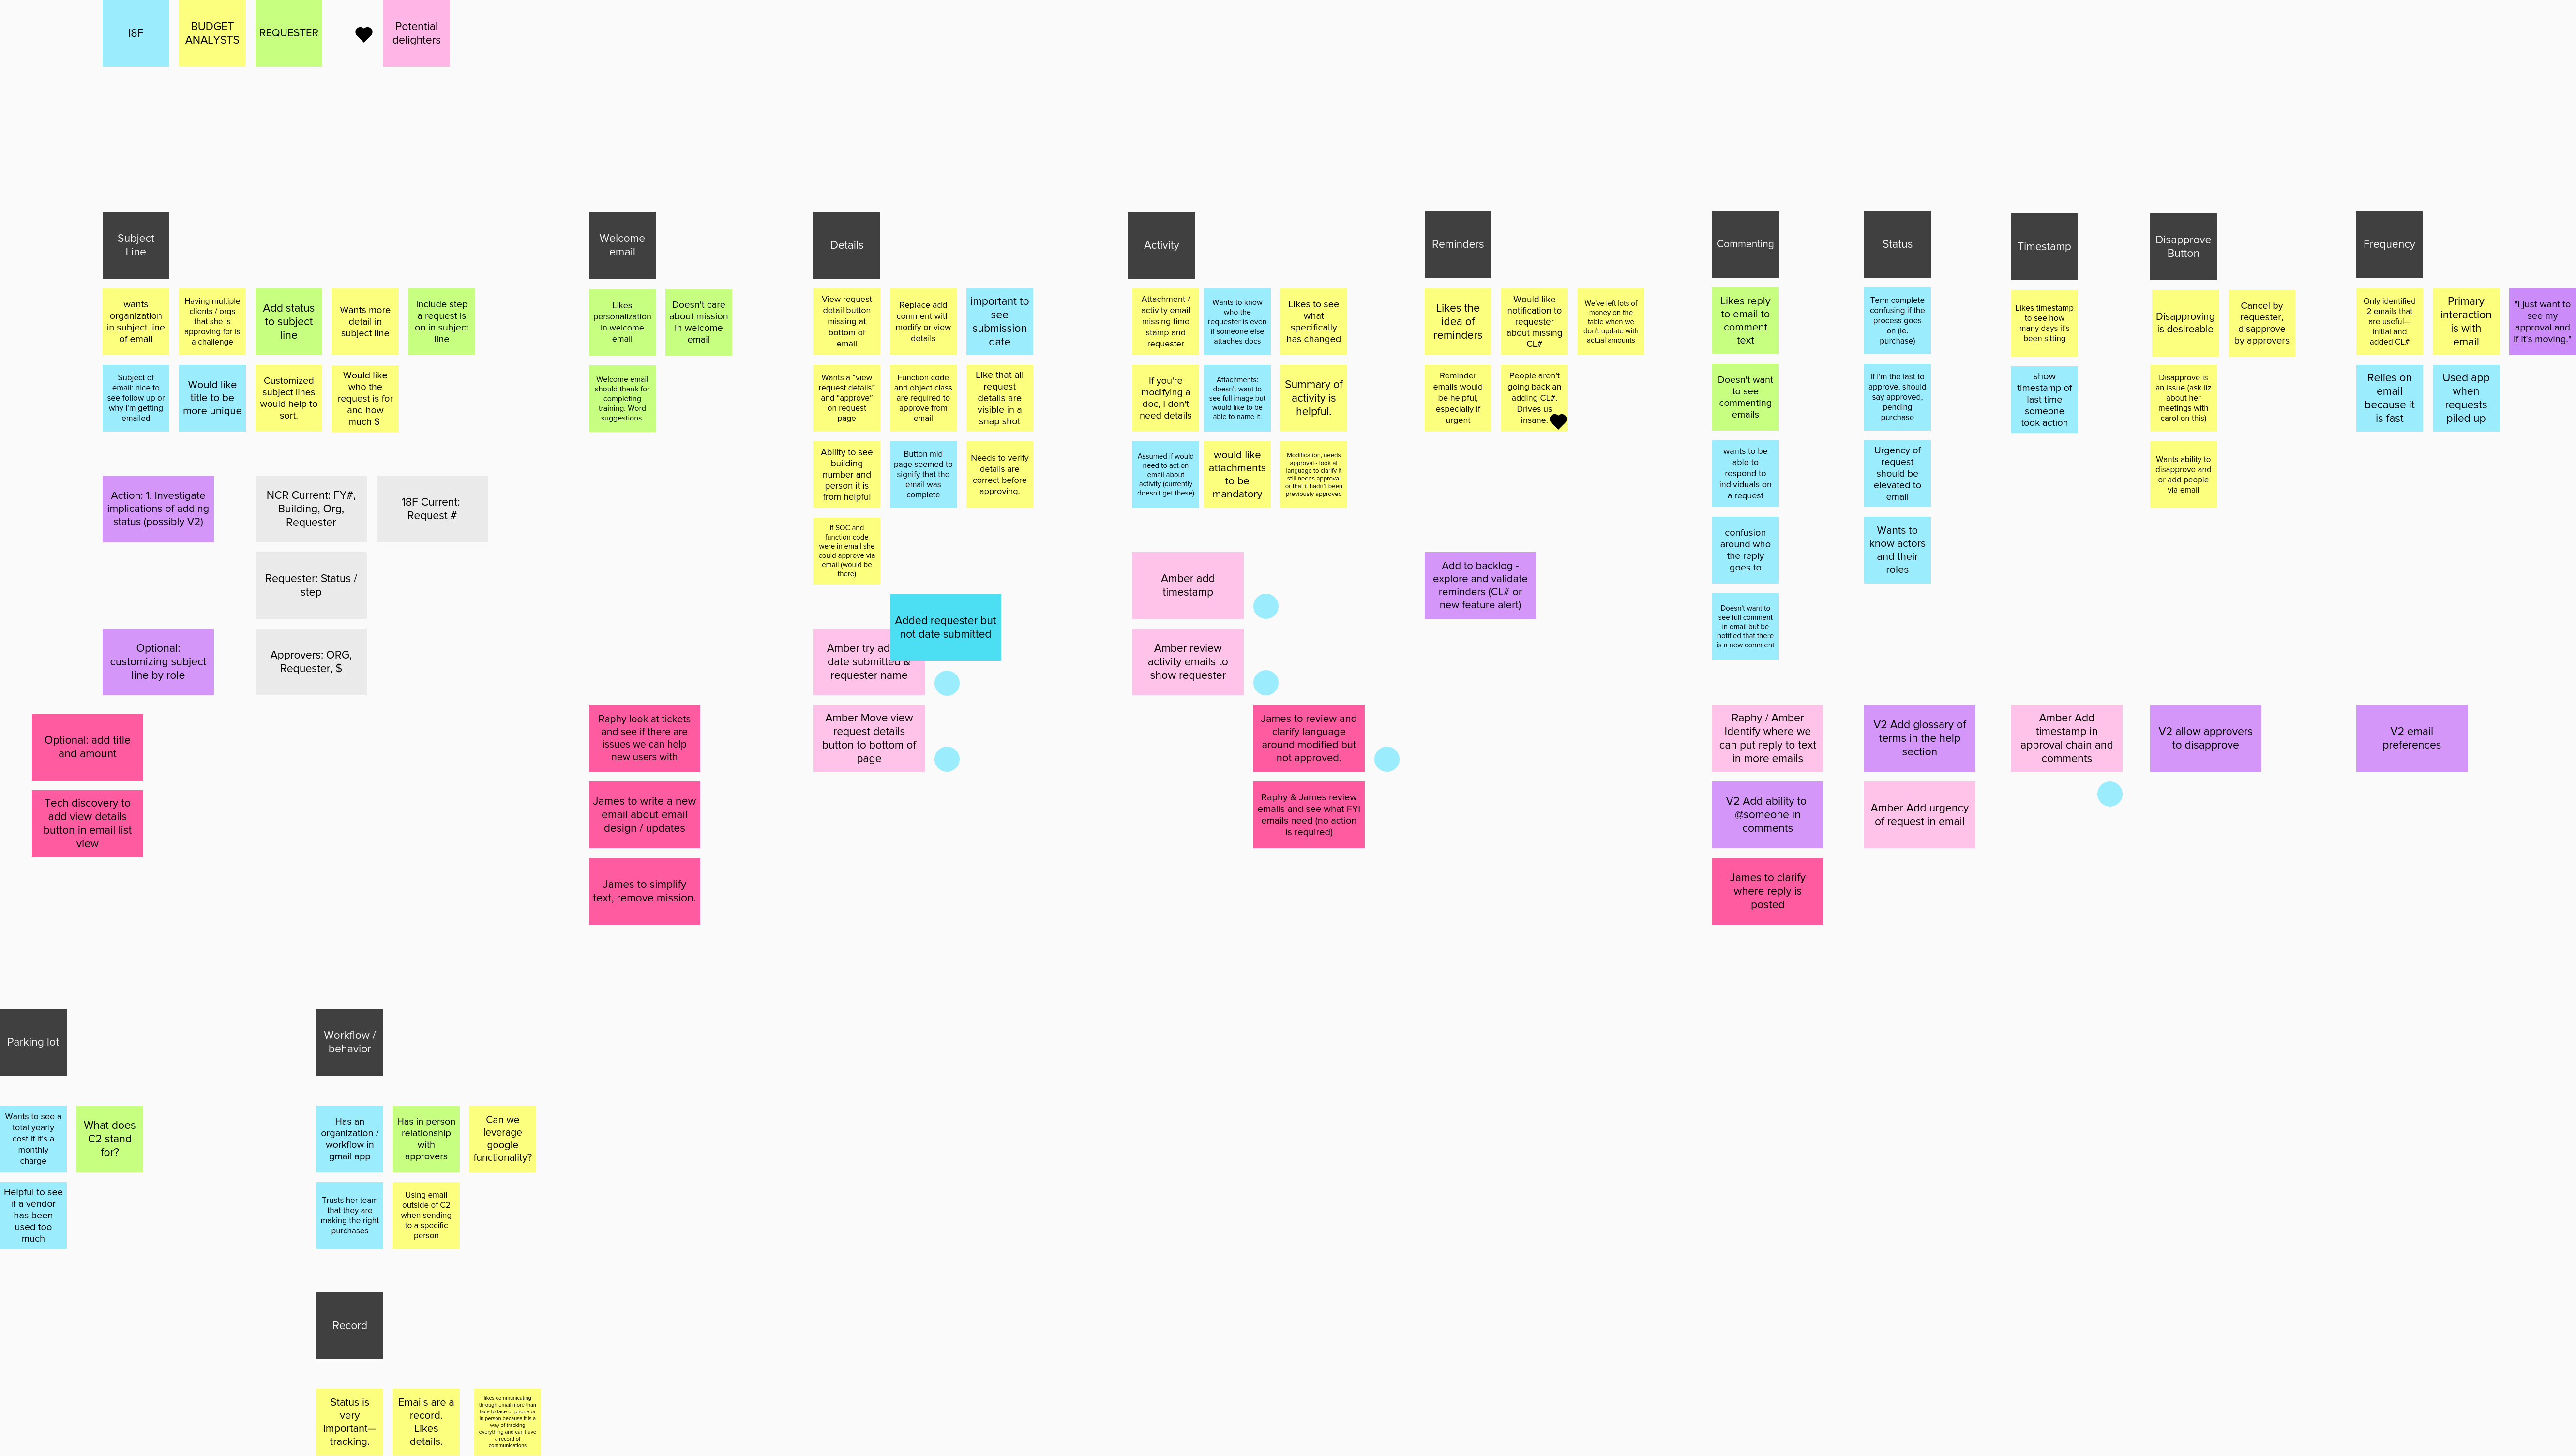 I8F
BUDGET
ANALYSTS
REQUESTER
Potential
delighters
Subject
Line
wants
organization
in subject line
of email
Having multiple
clients / orgs
that she is
approving for is
a challenge
Add status
to subject
line
Wants more
detail in
subject line
Include step
a request is
on in subject
line
Subject of
email: nice to
see follow up or
why I'm getting
emailed
Would like
title to be
more unique
Customized
subject lines
would help to
sort.
Would like
who the
request is for
and how
much $
Action: 1. Investigate
implications of adding
status (possibly V2)
NCR Current: FY#,
Building, Org,
Requester
18F Current:
Request #
Requester: Status /
step
Optional:
customizing subject
line by role
Approvers: ORG,
Requester, $
Optional: add title
and amount
Tech discovery to
add view details
button in email list
view
Welcome
email
Likes
personalization
in welcome
email
Doesn't care
about mission
in welcome
email
Welcome email
should thank for
completing
training. Word
suggestions.
Raphy look at tickets
and see if there are
issues we can help
new users with
James to write a new
email about email
design / updates
James to simplify
text, remove mission.
Details
View request
detail button
missing at
bottom of
email
Replace add
comment with
modify or view
details
important to
see
submission
date
Wants a "view
request details"
and "approve"
on request
page
Function code
and object class
are required to
approve from
email
Like that all
request
details are
visible in a
snap shot
Ability to see
building
number and
person it is
from helpful
Button mid
page seemed to
signify that the
email was
complete
Needs to verify
details are
correct before
approving.
If SOC and
function code
were in email she
could approve via
email (would be
there)
Added requester but
not date submitted
Amber try ad
date submitted &
requester name
Amber Move view
request details
button to bottom of
page
Activity
Attachment /
activity email
missing time
stamp and
requester
Wants to know
who the
requester is even
if someone else
attaches docs
Likes to see
what
specifically
has changed
If you're
modifying a
doc, I don't
need details
Attachments:
doesn't want to
see full image but
would like to be
able to name it.
Summary of
activity is
helpful.
Assumed if would
need to act on
email about
activity (currently
doesn't get these)
would like
attachments
to be
mandatory
Modification, needs
approval - look at
language to clarify it
still needs approval
or that it hadn't been
previously approved
Amber add
timestamp
Amber review
activity emails to
show requester
James to review and
clarify language
around modified but
not approved.
Raphy & James review
emails and see what FYI
emails need (no action
is required)
Reminders
Likes the
idea of
reminders
Would like
notification to
requester
about missing
CL#
We've left lots of
money on the
table when we
don't update with
actual amounts
Reminder
emails would
be helpful,
especially if
urgent
People aren't
going back an
adding CL#.
Drives us
insane.
Add to backlog -
explore and validate
reminders (CL# or
new feature alert)
Commenting
Likes reply
to email to
comment
text
Doesn't want
to see
commenting
emails
wants to be
able to
respond to
individuals on
a request
confusion
around who
the reply
goes to
Doesn't want to
see full comment
in email but be
notified that there
is a new comment
Raphy / Amber
Identify where we
can put reply to text
in more emails
V2 Add ability to
@someone in
comments
James to clarify
where reply is
posted
Status
Term complete
confusing if the
process goes
on (ie.
purchase)
If I'm the last to
approve, should
say approved,
pending
purchase
Urgency of
request
should be
elevated to
email
Wants to
know actors
and their
roles
V2 Add glossary of
terms in the help
section
Amber Add urgency
of request in email
Timestamp
Likes timestamp
to see how
many days it's
been sitting
show
timestamp of
last time
someone
took action
Amber Add
timestamp in
approval chain and
comments
Disapprove
Button
Disapproving
is desireable
Cancel by
requester,
disapprove
by approvers
Disapprove is
an issue (ask liz
about her
meetings with
carol on this)
Wants ability to
disapprove and
or add people
via email
V2 allow approvers
to disapprove
Frequency
Only identified
2 emails that
are useful—
initial and
added CL#
Primary
interaction
is with
email
"I just want to
see my
approval and
if it's moving."
Relies on
email
because it
is fast
Used app
when
requests
piled up
V2 email
preferences
Parking lot
Wants to see a
total yearly
cost if it's a
monthly
charge
What does
C2 stand
for?
Helpful to see
if a vendor
has been
used too
much
Workflow /
behavior
Has an
organization /
workflow in
gmail app
Has in person
relationship
with
approvers
Can we
leverage
google
functionality?
Trusts her team
that they are
making the right
purchases
Using email
outside of C2
when sending
to a specific
person
Record
Status is
very
important—
tracking.
Emails are a
record.
Likes
details.
likes communicating
through email more than
face to face or phone or
in person because it is a
way of tracking
everything and can have
a record of
communications